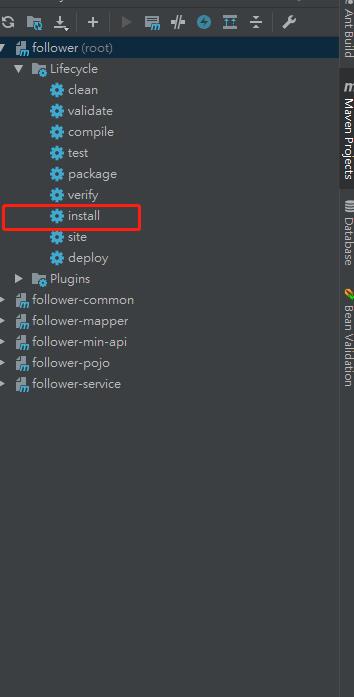 follower (root)
Lifecycle
clean
validate
compile
test
package
verify
install
site
deploy
Plugins
follower-common
follower-mapper
follower-min-api
follower-pojo
follower-service
Ant Build
Maven Projects
Database
Bean Validation